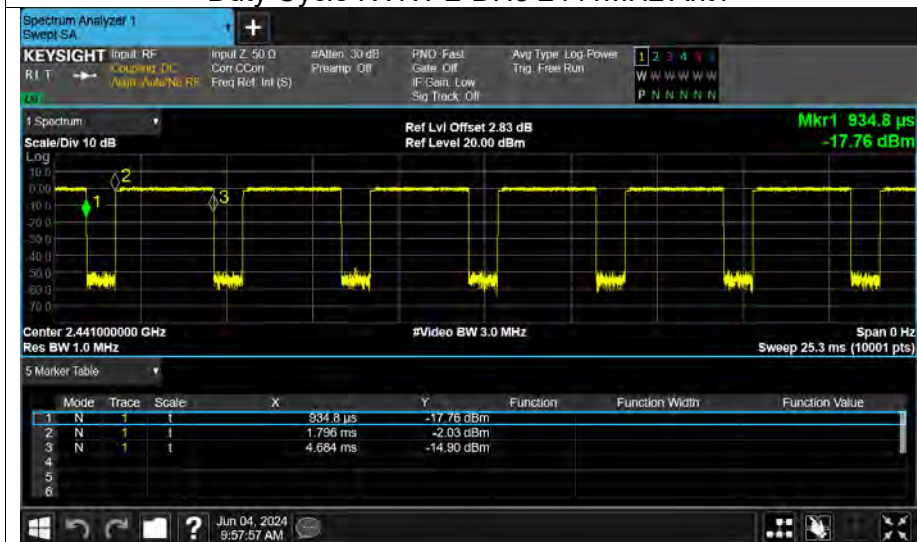 Spectrum Analyzer 1
Swept SA
+
KEYSIGHT Input: RF Input Z: 50 Ω #Atten: 30 dB PNO: Fast Avg Type: Log-Power 1 2 3 4 5 6
R L T Coupling: DC Corr CCorr Preamp: Off Gate: Off Trig: Free Run W W W W W W
Align: Auto/No RF Freq Ref: Int (S) IF Gain: Low
Sig Track: Off P N N N N N
1 Spectrum Ref Lvl Offset 2.83 dB Mkr1 934.8 µs
Scale/Div 10 dB Ref Level 20.00 dBm -17.76 dBm
Log
10.0
0.00
-10.0
-20.0
-30.0
-40.0
-50.0
-60.0
-70.0
1
2
3
Center 2.441000000 GHz #Video BW 3.0 MHz Span 0 Hz
Res BW 1.0 MHz Sweep 25.3 ms (10001 pts)
5 Marker Table
Mode Trace Scale X Y Function Function Width Function Value
1 N 1 t 934.8 µs -17.76 dBm
2 N 1 t 1.796 ms -2.03 dBm
3 N 1 t 4.684 ms -14.90 dBm
4
5
6
? Jun 04, 2024
9:57:57 AM